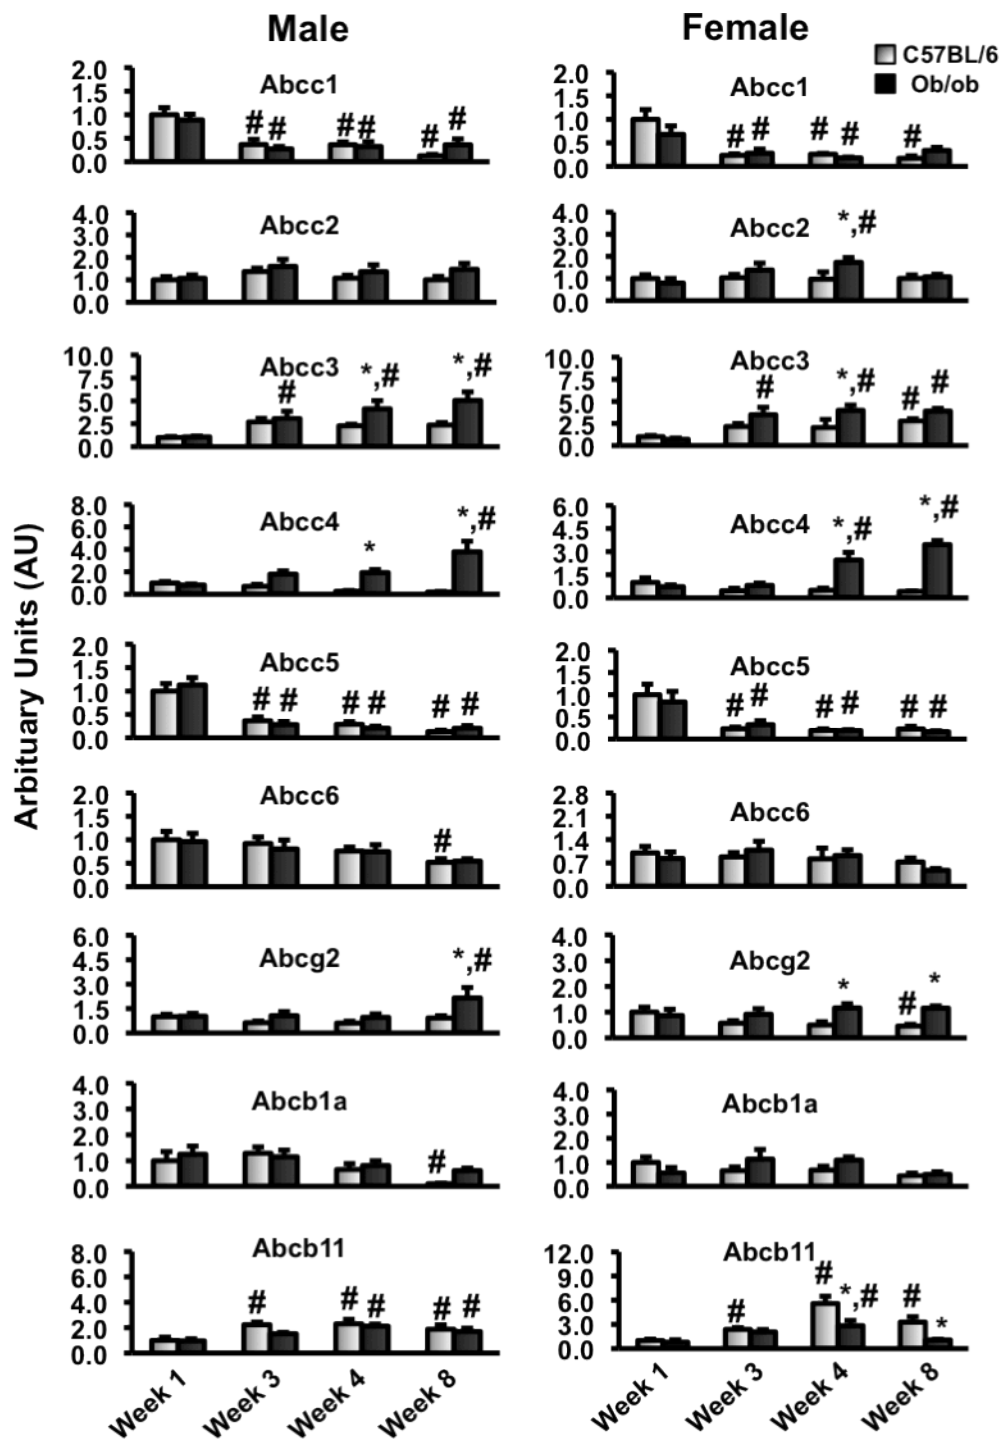 Male
Female
C57BL/6
Ob/ob
Arbituary Units (AU)
Abcc1
2.0
1.5
1.0
0.5
0.0
# # # # # #
Abcc1
2.0
1.5
1.0
0.5
0.0
# # # # #
Abcc2
4.0
3.0
2.0
1.0
0.0
Abcc2
4.0
3.0
2.0
1.0
0.0
*,#
Abcc3
10.0
7.5
5.0
2.5
0.0
# *,# *,#
Abcc3
10.0
7.5
5.0
2.5
0.0
# *,# # #
Abcc4
8.0
6.0
4.0
2.0
0.0
* *,#
Abcc4
6.0
4.5
3.0
1.5
0.0
*,# *,#
Abcc5
2.0
1.5
1.0
0.5
0.0
# # # # # #
Abcc5
2.0
1.5
1.0
0.5
0.0
# # # # # #
Abcc6
2.0
1.5
1.0
0.5
0.0
#
Abcc6
2.8
2.1
1.4
0.7
0.0
Abcg2
6.0
4.5
3.0
1.5
0.0
*,#
Abcg2
4.0
3.0
2.0
1.0
0.0
* # *
Abcb1a
4.0
3.0
2.0
1.0
0.0
#
Abcb1a
4.0
3.0
2.0
1.0
0.0
Abcb11
8.0
6.0
4.0
2.0
0.0
# # # # #
Abcb11
12.0
9.0
6.0
3.0
0.0
# # *,# # *
Week 1
Week 3
Week 4
Week 8
Week 1
Week 3
Week 4
Week 8